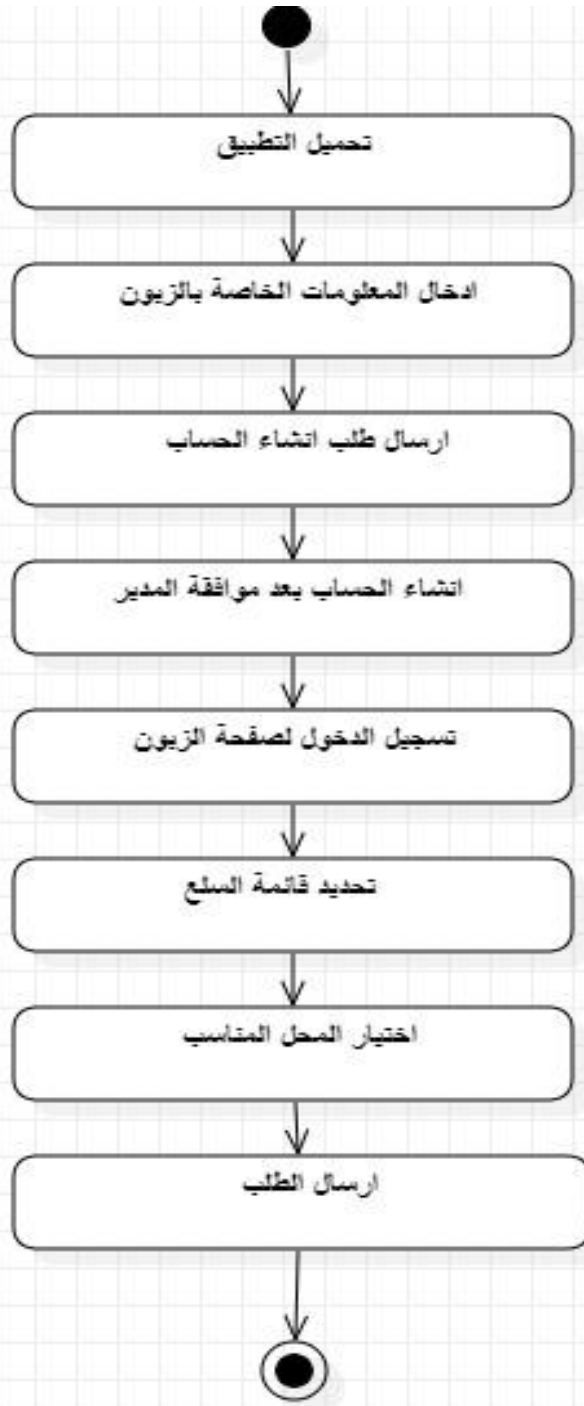 تحميل التطبيق
ادخال المعلومات الخاصة بالزبون
ارسال طلب انشاء الحساب
انشاء الحساب بعد موافقة المدير
تسجيل الدخول لصفحة الزبون
تحديد قائمة السلع
اختيار المحل المناسب
ارسال الطلب